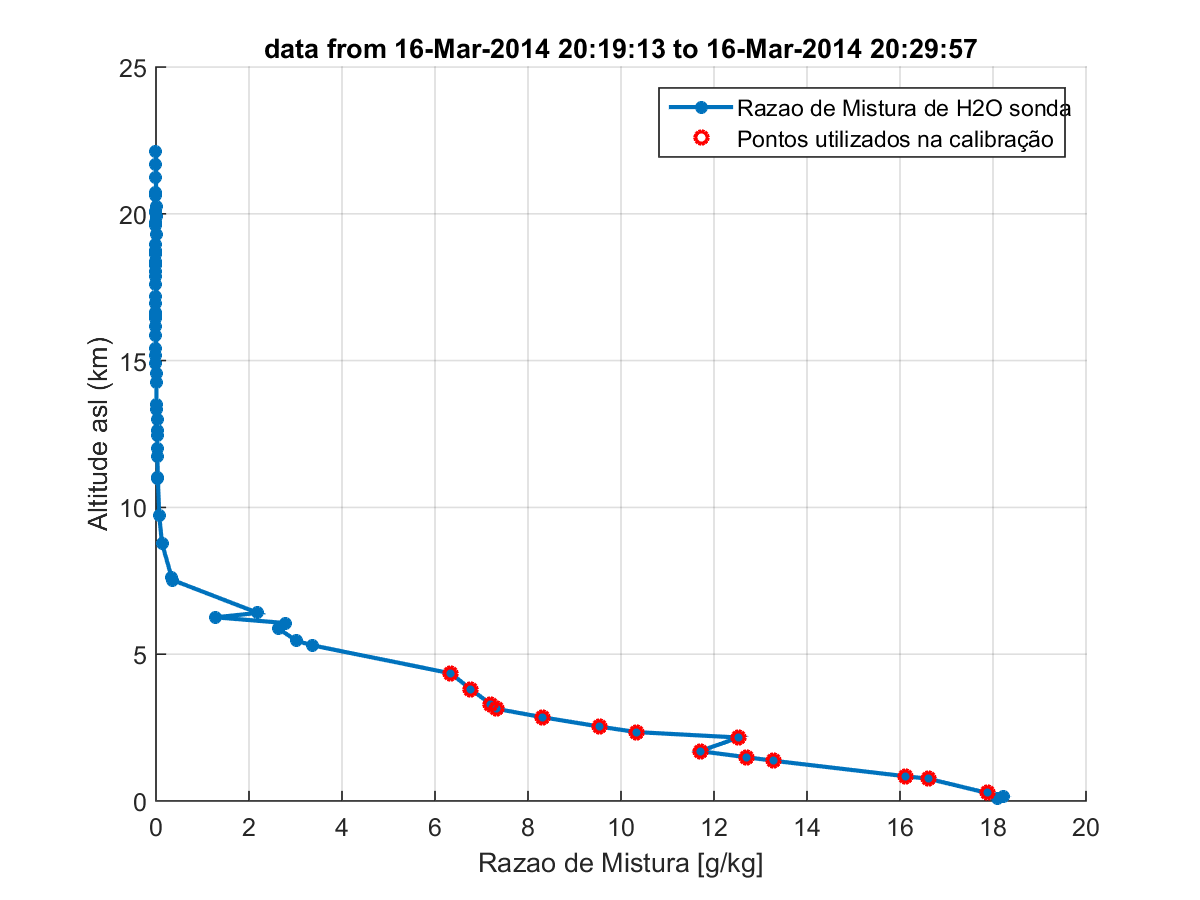 data from 16-Mar-2014 20:19:13 to 16-Mar-2014 20:29:57
Razao de Mistura de H2O sonda
Pontos utilizados na calibração
25
20
15
10
5
0
Altitude asl (km)
0 2 4 6 8 10 12 14 16 18 20
Razao de Mistura [g/kg]